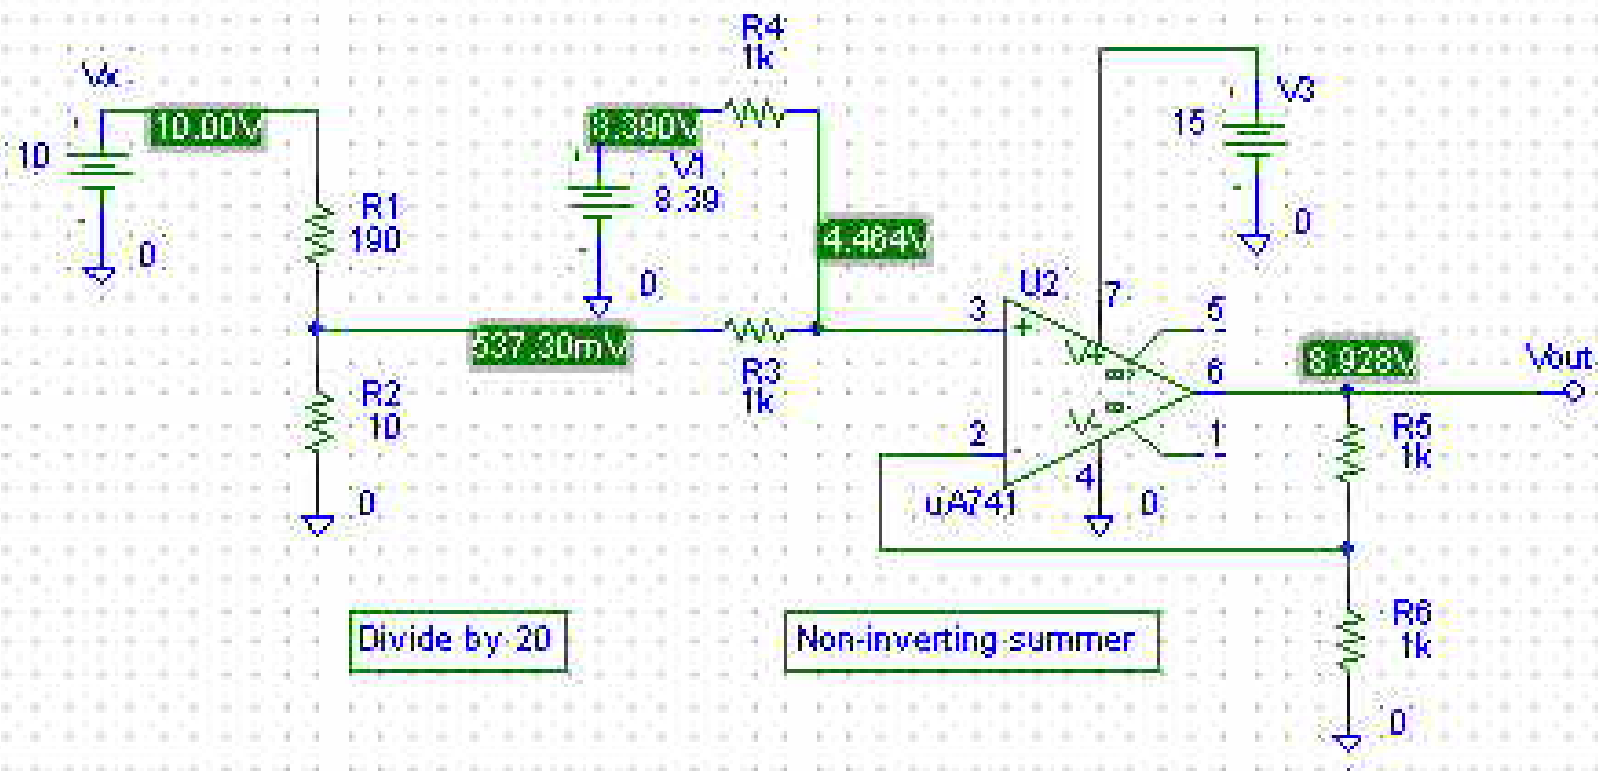 R4
1k
Vx
10.00V
8.390V
V3
15
10
V1
8.39
R1
190
4.464V
0
0
0
U2
7
3
+
5
537.30mV
V+
8.928V
Vout
6
R3
1k
R2
10
2
-
V-
1
R5
1k
4
uA741
0
0
Divide by 20
Non-inverting summer
R6
1k
0